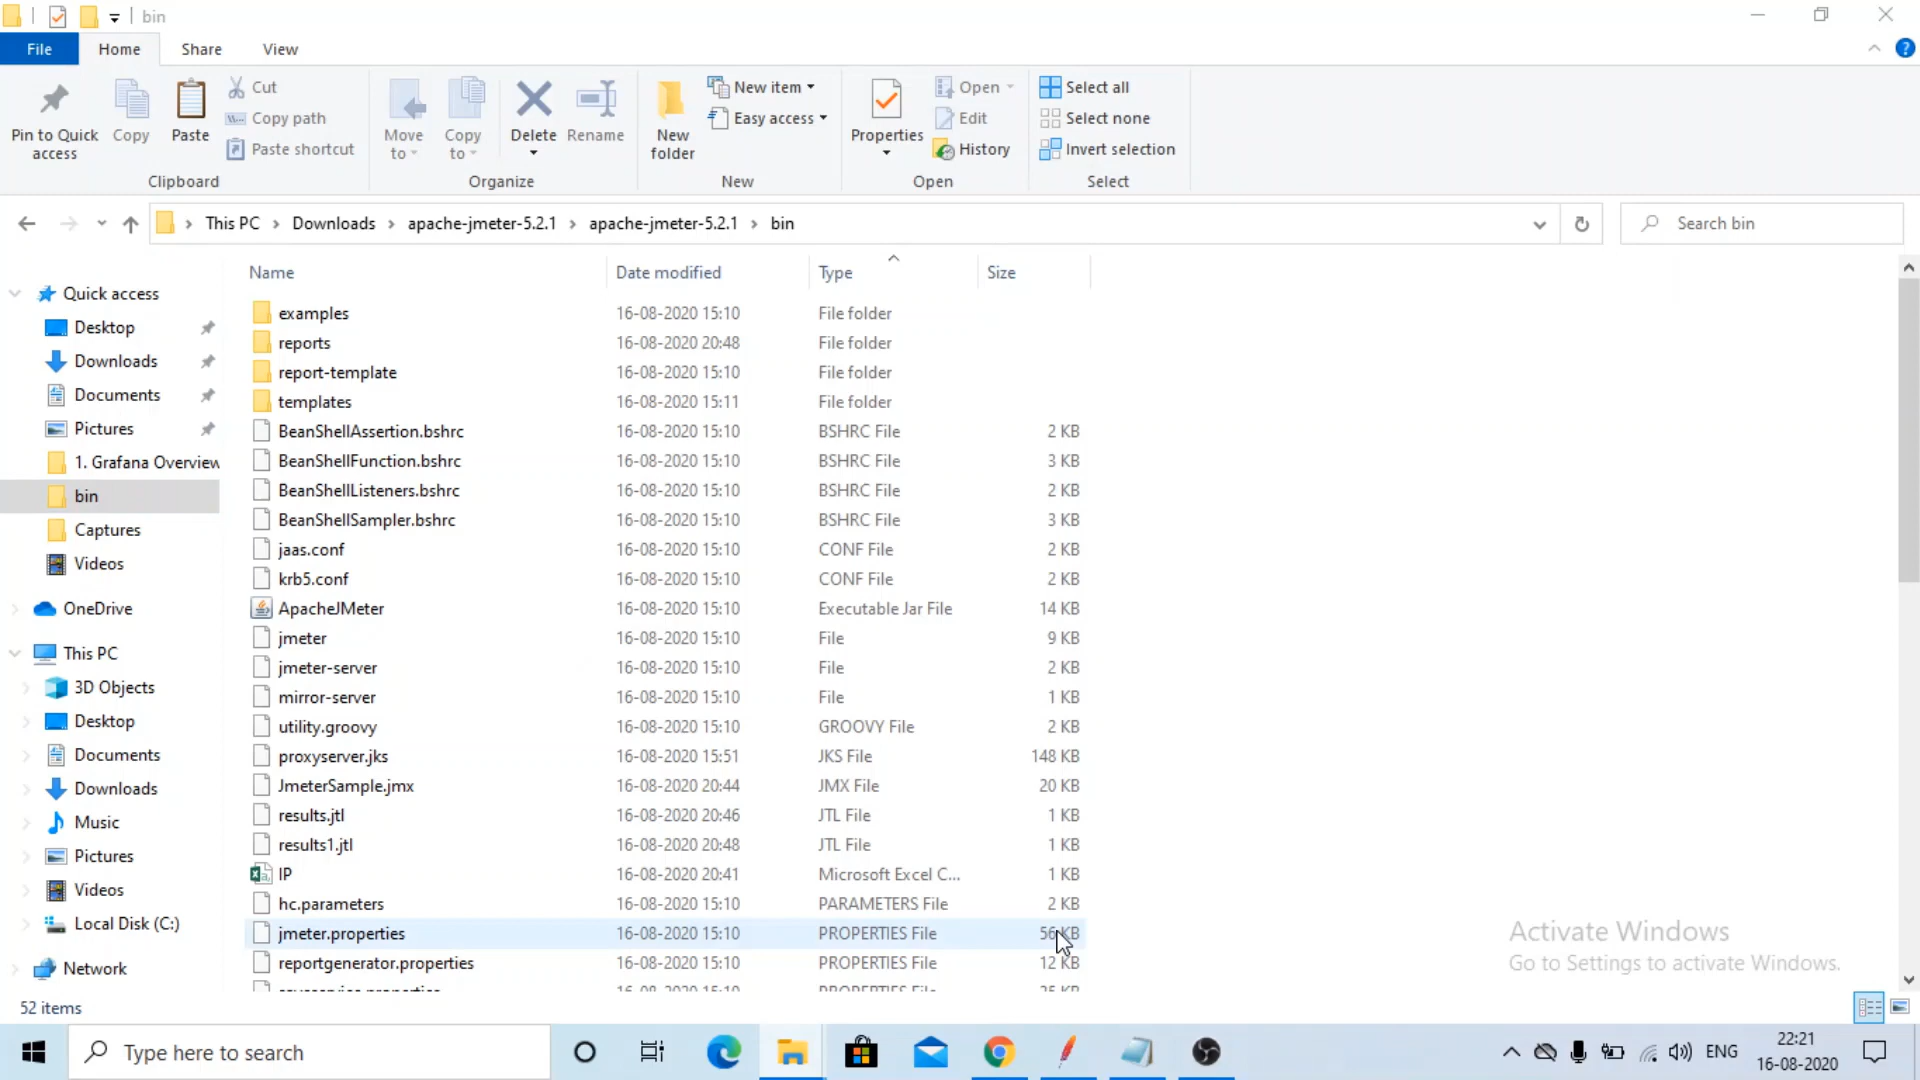 bin
File
Home
Share
View
Pin to Quick access
Copy
Paste
Cut
Copy path
Paste shortcut
Clipboard
Move to
Copy to
Delete
Rename
Organize
New folder
New item
Easy access
New
Properties
Open
Edit
History
Open
Select all
Select none
Invert selection
Select
This PC > Downloads > apache-jmeter-5.2.1 > apache-jmeter-5.2.1 > bin
Search bin
Name Date modified Type Size
Quick access
Desktop
Downloads
Documents
Pictures
1. Grafana Overview
bin
Captures
Videos
OneDrive
This PC
3D Objects
Desktop
Documents
Downloads
Music
Pictures
Videos
Local Disk (C:)
Network
examples 16-08-2020 15:10 File folder
reports 16-08-2020 20:48 File folder
report-template 16-08-2020 15:10 File folder
templates 16-08-2020 15:11 File folder
BeanShellAssertion.bshrc 16-08-2020 15:10 BSHRC File 2 KB
BeanShellFunction.bshrc 16-08-2020 15:10 BSHRC File 3 KB
BeanShellListeners.bshrc 16-08-2020 15:10 BSHRC File 2 KB
BeanShellSampler.bshrc 16-08-2020 15:10 BSHRC File 3 KB
jaas.conf 16-08-2020 15:10 CONF File 2 KB
krb5.conf 16-08-2020 15:10 CONF File 2 KB
ApacheJMeter 16-08-2020 15:10 Executable Jar File 14 KB
jmeter 16-08-2020 15:10 File 9 KB
jmeter-server 16-08-2020 15:10 File 2 KB
mirror-server 16-08-2020 15:10 File 1 KB
utility.groovy 16-08-2020 15:10 GROOVY File 2 KB
proxyserver.jks 16-08-2020 15:51 JKS File 148 KB
JmeterSample.jmx 16-08-2020 20:44 JMX File 20 KB
results.jtl 16-08-2020 20:46 JTL File 1 KB
results1.jtl 16-08-2020 20:48 JTL File 1 KB
IP 16-08-2020 20:41 Microsoft Excel C... 1 KB
hc.parameters 16-08-2020 15:10 PARAMETERS File 2 KB
jmeter.properties 16-08-2020 15:10 PROPERTIES File 56 KB
reportgenerator.properties 16-08-2020 15:10 PROPERTIES File 12 KB
Activate Windows
Go to Settings to activate Windows.
52 items
Type here to search
ENG
22:21
16-08-2020